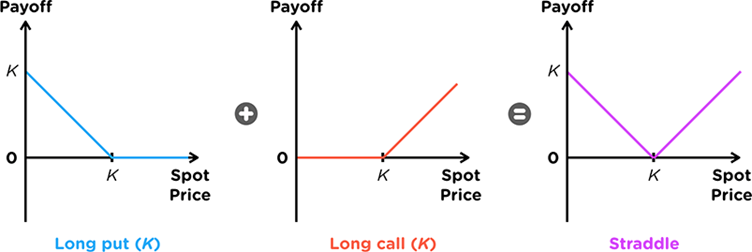 Payoff
K
0
K
Spot
Price
Long put (K)
+
Payoff
0
K
Spot
Price
Long call (K)
=
Payoff
K
0
K
Spot
Price
Straddle